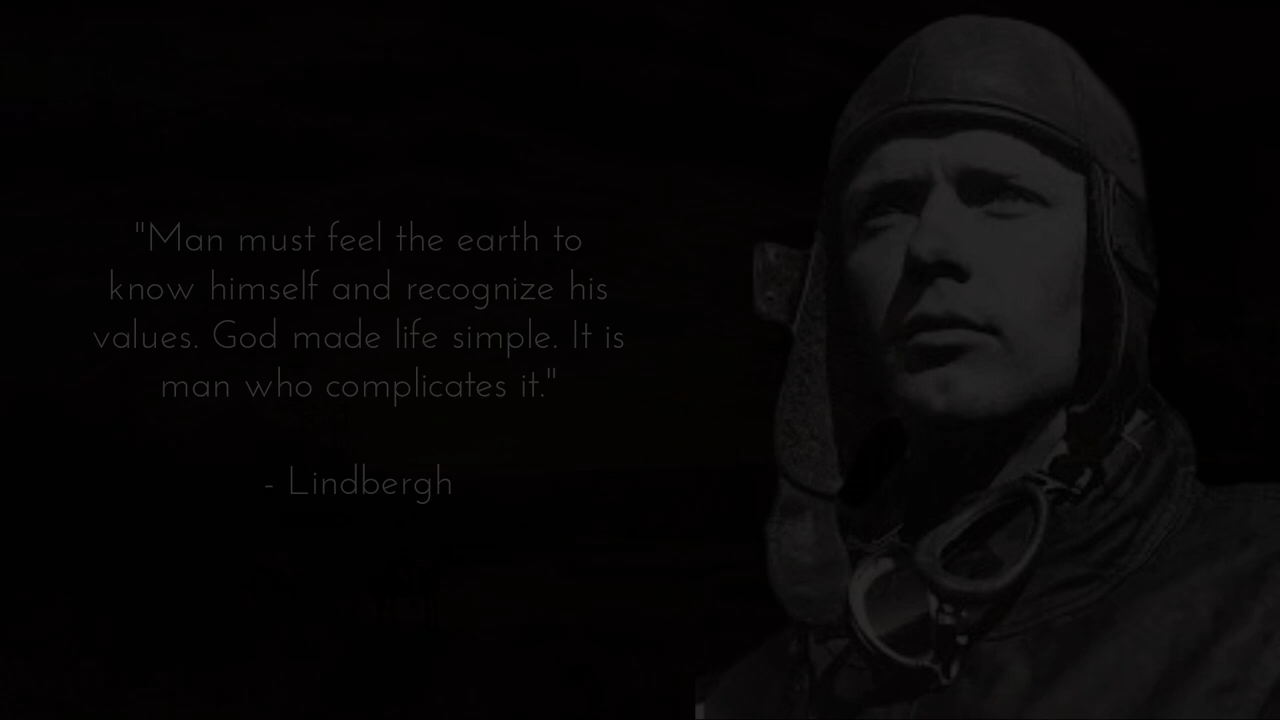 "Man must feel the earth to
know himself and recognize his
values. God made life simple. It is
man who complicates it."
- Lindbergh